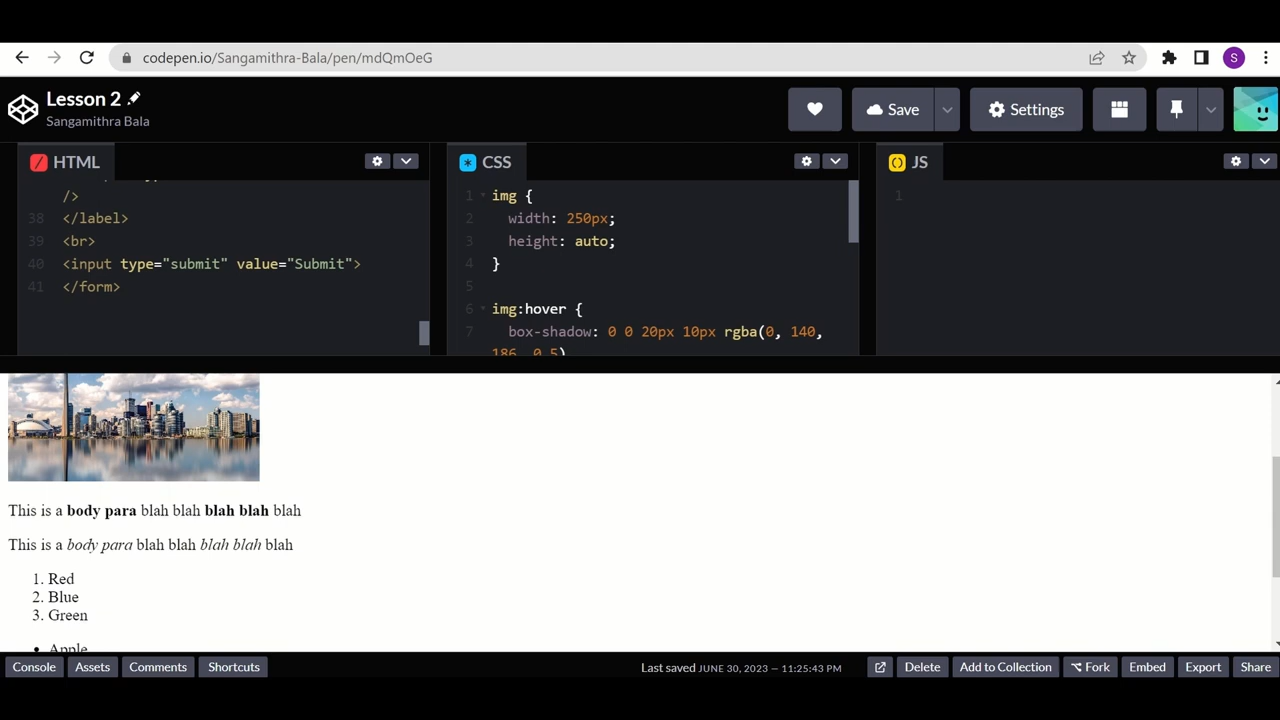 codepen.io/Sangamithra-Bala/pen/mdQmOeG
S
Lesson 2
Sangamithra Bala
Save
Settings
HTML
/>
38 </label>
39 <br>
40 <input type="submit" value="Submit">
41 </form>
CSS
1 img {
2 width: 250px;
3 height: auto;
4 }
5
6 img:hover {
7 box-shadow: 0 0 20px 10px rgba(0, 140,
186, 0.5)
JS
1
This is a body para blah blah blah blah blah
This is a body para blah blah blah blah blah
1. Red
2. Blue
3. Green
• Apple
Console Assets Comments Shortcuts
Last saved JUNE 30, 2023 — 11:25:43 PM
Delete Add to Collection Fork Embed Export Share